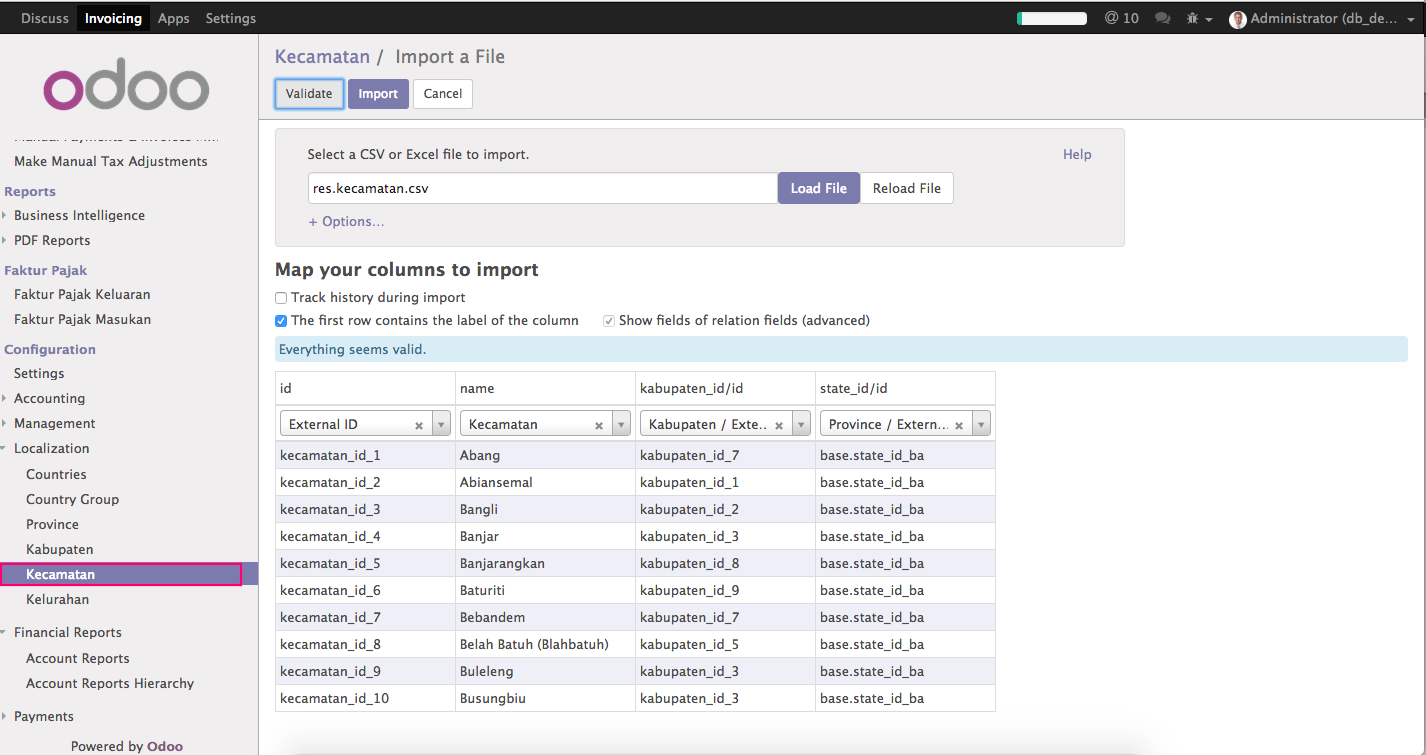 Discuss Invoicing Apps Settings @ 10 Administrator (db_de...
odoo
Make Manual Tax Adjustments
Reports
Business Intelligence
PDF Reports
Faktur Pajak
Faktur Pajak Keluaran
Faktur Pajak Masukan
Configuration
Settings
Accounting
Management
Localization
Countries
Country Group
Province
Kabupaten
Kecamatan
Kelurahan
Financial Reports
Account Reports
Account Reports Hierarchy
Payments
Powered by Odoo
Kecamatan / Import a File
Validate Import Cancel
Select a CSV or Excel file to import. Help
res.kecamatan.csv Load File Reload File
+ Options...
Map your columns to import
Track history during import
The first row contains the label of the column Show fields of relation fields (advanced)
Everything seems valid.
id name kabupaten_id/id state_id/id
External ID Kecamatan Kabupaten / Exte.. Province / Extern...
kecamatan_id_1 Abang kabupaten_id_7 base.state_id_ba
kecamatan_id_2 Abiansemal kabupaten_id_1 base.state_id_ba
kecamatan_id_3 Bangli kabupaten_id_2 base.state_id_ba
kecamatan_id_4 Banjar kabupaten_id_3 base.state_id_ba
kecamatan_id_5 Banjarangkan kabupaten_id_8 base.state_id_ba
kecamatan_id_6 Baturiti kabupaten_id_9 base.state_id_ba
kecamatan_id_7 Bebandem kabupaten_id_7 base.state_id_ba
kecamatan_id_8 Belah Batuh (Blahbatuh) kabupaten_id_5 base.state_id_ba
kecamatan_id_9 Buleleng kabupaten_id_3 base.state_id_ba
kecamatan_id_10 Busungbiu kabupaten_id_3 base.state_id_ba